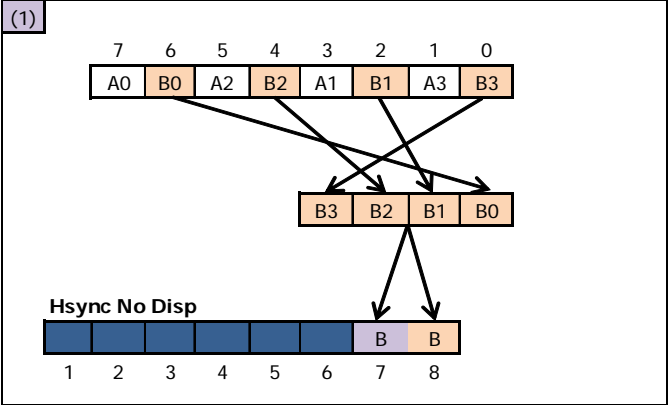 (1)
7 6 5 4 3 2 1 0
A0 B0 A2 B2 A1 B1 A3 B3
B3 B2 B1 B0
Hsync No Disp
B B
1 2 3 4 5 6 7 8